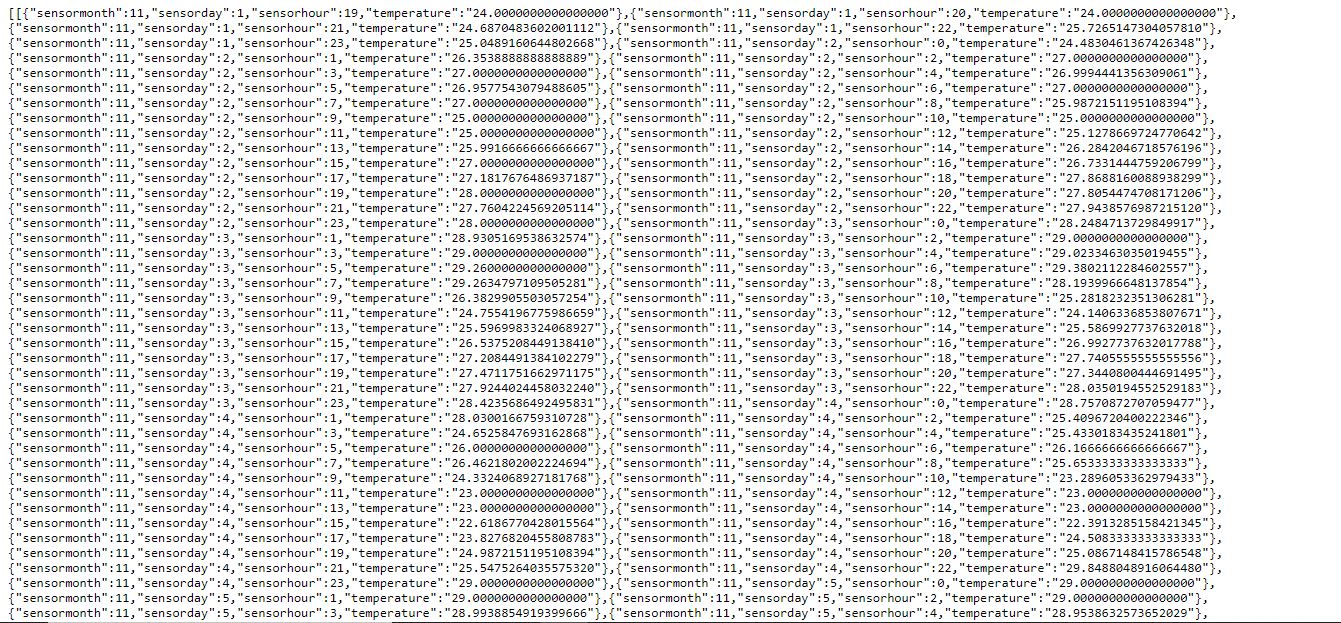 [[{"sensormonth":11,"sensorday":1,"sensorhour":19,"temperature":"24.0000000000000000"},{"sensormonth":11,"sensorday":1,"sensorhour":20,"temperature":"24.0000000000000000"},
{"sensormonth":11,"sensorday":1,"sensorhour":21,"temperature":"24.6870483602001112"},{"sensormonth":11,"sensorday":1,"sensorhour":22,"temperature":"25.7265147304057810"},
{"sensormonth":11,"sensorday":1,"sensorhour":23,"temperature":"25.0489160644802668"},{"sensormonth":11,"sensorday":2,"sensorhour":0,"temperature":"24.4830461367426348"},
{"sensormonth":11,"sensorday":2,"sensorhour":1,"temperature":"26.3538888888888889"},{"sensormonth":11,"sensorday":2,"sensorhour":2,"temperature":"27.0000000000000000"},
{"sensormonth":11,"sensorday":2,"sensorhour":3,"temperature":"27.0000000000000000"},{"sensormonth":11,"sensorday":2,"sensorhour":4,"temperature":"26.9994441356309061"},
{"sensormonth":11,"sensorday":2,"sensorhour":5,"temperature":"26.9577543079488605"},{"sensormonth":11,"sensorday":2,"sensorhour":6,"temperature":"27.0000000000000000"},
{"sensormonth":11,"sensorday":2,"sensorhour":7,"temperature":"27.0000000000000000"},{"sensormonth":11,"sensorday":2,"sensorhour":8,"temperature":"25.9872151195108394"},
{"sensormonth":11,"sensorday":2,"sensorhour":9,"temperature":"25.0000000000000000"},{"sensormonth":11,"sensorday":2,"sensorhour":10,"temperature":"25.0000000000000000"},
{"sensormonth":11,"sensorday":2,"sensorhour":11,"temperature":"25.0000000000000000"},{"sensormonth":11,"sensorday":2,"sensorhour":12,"temperature":"25.1278669724770642"},
{"sensormonth":11,"sensorday":2,"sensorhour":13,"temperature":"25.9916666666666667"},{"sensormonth":11,"sensorday":2,"sensorhour":14,"temperature":"26.2842046718576196"},
{"sensormonth":11,"sensorday":2,"sensorhour":15,"temperature":"27.0000000000000000"},{"sensormonth":11,"sensorday":2,"sensorhour":16,"temperature":"26.7331444759206799"},
{"sensormonth":11,"sensorday":2,"sensorhour":17,"temperature":"27.1817676486937187"},{"sensormonth":11,"sensorday":2,"sensorhour":18,"temperature":"27.8688160088938299"},
{"sensormonth":11,"sensorday":2,"sensorhour":19,"temperature":"28.0000000000000000"},{"sensormonth":11,"sensorday":2,"sensorhour":20,"temperature":"27.8054474708171206"},
{"sensormonth":11,"sensorday":2,"sensorhour":21,"temperature":"27.7604224569205114"},{"sensormonth":11,"sensorday":2,"sensorhour":22,"temperature":"27.9438576987215120"},
{"sensormonth":11,"sensorday":2,"sensorhour":23,"temperature":"28.0000000000000000"},{"sensormonth":11,"sensorday":3,"sensorhour":0,"temperature":"28.2484713729849917"},
{"sensormonth":11,"sensorday":3,"sensorhour":1,"temperature":"28.9305169538632574"},{"sensormonth":11,"sensorday":3,"sensorhour":2,"temperature":"29.0000000000000000"},
{"sensormonth":11,"sensorday":3,"sensorhour":3,"temperature":"29.0000000000000000"},{"sensormonth":11,"sensorday":3,"sensorhour":4,"temperature":"29.0233463035019455"},
{"sensormonth":11,"sensorday":3,"sensorhour":5,"temperature":"29.2600000000000000"},{"sensormonth":11,"sensorday":3,"sensorhour":6,"temperature":"29.3802112284602557"},
{"sensormonth":11,"sensorday":3,"sensorhour":7,"temperature":"29.2634797109505281"},{"sensormonth":11,"sensorday":3,"sensorhour":8,"temperature":"28.1939966648137854"},
{"sensormonth":11,"sensorday":3,"sensorhour":9,"temperature":"26.3829905503057254"},{"sensormonth":11,"sensorday":3,"sensorhour":10,"temperature":"25.2818232351306281"},
{"sensormonth":11,"sensorday":3,"sensorhour":11,"temperature":"24.7554196775986659"},{"sensormonth":11,"sensorday":3,"sensorhour":12,"temperature":"24.1406336853807671"},
{"sensormonth":11,"sensorday":3,"sensorhour":13,"temperature":"25.5969983324068927"},{"sensormonth":11,"sensorday":3,"sensorhour":14,"temperature":"25.5869927737632018"},
{"sensormonth":11,"sensorday":3,"sensorhour":15,"temperature":"26.5375208449138410"},{"sensormonth":11,"sensorday":3,"sensorhour":16,"temperature":"26.9927737632017788"},
{"sensormonth":11,"sensorday":3,"sensorhour":17,"temperature":"27.2084491384102279"},{"sensormonth":11,"sensorday":3,"sensorhour":18,"temperature":"27.7405555555555556"},
{"sensormonth":11,"sensorday":3,"sensorhour":19,"temperature":"27.4711751662971175"},{"sensormonth":11,"sensorday":3,"sensorhour":20,"temperature":"27.3440800444691495"},
{"sensormonth":11,"sensorday":3,"sensorhour":21,"temperature":"27.9244024458032240"},{"sensormonth":11,"sensorday":3,"sensorhour":22,"temperature":"28.0350194552529183"},
{"sensormonth":11,"sensorday":3,"sensorhour":23,"temperature":"28.4235686492495831"},{"sensormonth":11,"sensorday":4,"sensorhour":0,"temperature":"28.7570872707059477"},
{"sensormonth":11,"sensorday":4,"sensorhour":1,"temperature":"28.0300166759310728"},{"sensormonth":11,"sensorday":4,"sensorhour":2,"temperature":"25.4096720400222346"},
{"sensormonth":11,"sensorday":4,"sensorhour":3,"temperature":"24.6525847693162868"},{"sensormonth":11,"sensorday":4,"sensorhour":4,"temperature":"25.4330183435241801"},
{"sensormonth":11,"sensorday":4,"sensorhour":5,"temperature":"26.0000000000000000"},{"sensormonth":11,"sensorday":4,"sensorhour":6,"temperature":"26.1666666666666667"},
{"sensormonth":11,"sensorday":4,"sensorhour":7,"temperature":"26.4621802002224694"},{"sensormonth":11,"sensorday":4,"sensorhour":8,"temperature":"25.6533333333333333"},
{"sensormonth":11,"sensorday":4,"sensorhour":9,"temperature":"24.3324068927181768"},{"sensormonth":11,"sensorday":4,"sensorhour":10,"temperature":"23.2896053362979433"},
{"sensormonth":11,"sensorday":4,"sensorhour":11,"temperature":"23.0000000000000000"},{"sensormonth":11,"sensorday":4,"sensorhour":12,"temperature":"23.0000000000000000"},
{"sensormonth":11,"sensorday":4,"sensorhour":13,"temperature":"23.0000000000000000"},{"sensormonth":11,"sensorday":4,"sensorhour":14,"temperature":"23.0000000000000000"},
{"sensormonth":11,"sensorday":4,"sensorhour":15,"temperature":"22.6186770428015564"},{"sensormonth":11,"sensorday":4,"sensorhour":16,"temperature":"22.3913285158421345"},
{"sensormonth":11,"sensorday":4,"sensorhour":17,"temperature":"23.8276820455808783"},{"sensormonth":11,"sensorday":4,"sensorhour":18,"temperature":"24.5083333333333333"},
{"sensormonth":11,"sensorday":4,"sensorhour":19,"temperature":"24.9872151195108394"},{"sensormonth":11,"sensorday":4,"sensorhour":20,"temperature":"25.0867148415786548"},
{"sensormonth":11,"sensorday":4,"sensorhour":21,"temperature":"25.5475264035575320"},{"sensormonth":11,"sensorday":4,"sensorhour":22,"temperature":"29.8488048916064480"},
{"sensormonth":11,"sensorday":4,"sensorhour":23,"temperature":"29.0000000000000000"},{"sensormonth":11,"sensorday":5,"sensorhour":0,"temperature":"29.0000000000000000"},
{"sensormonth":11,"sensorday":5,"sensorhour":1,"temperature":"29.0000000000000000"},{"sensormonth":11,"sensorday":5,"sensorhour":2,"temperature":"29.0000000000000000"},
{"sensormonth":11,"sensorday":5,"sensorhour":3,"temperature":"28.9938854919399666"},{"sensormonth":11,"sensorday":5,"sensorhour":4,"temperature":"28.9538632573652029"},